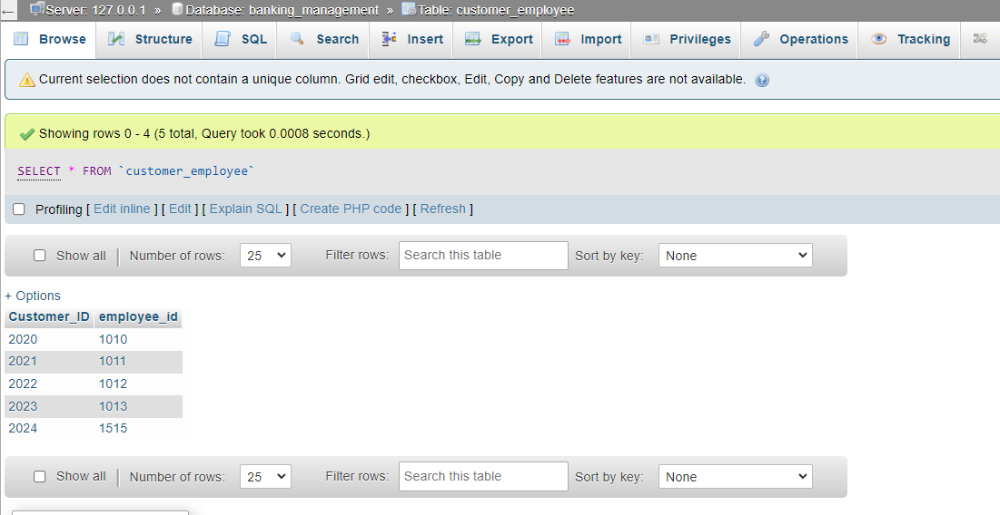 Server: 127.0.0.1 » Database: banking_management » Table: customer_employee
Browse Structure SQL Search Insert Export Import Privileges Operations Tracking
Current selection does not contain a unique column. Grid edit, checkbox, Edit, Copy and Delete features are not available.
Showing rows 0 - 4 (5 total, Query took 0.0008 seconds.)
SELECT * FROM `customer_employee`
Profiling [ Edit inline ] [ Edit ] [ Explain SQL ] [ Create PHP code ] [ Refresh ]
Show all | Number of rows: 25 Filter rows: Search this table Sort by key: None
+ Options
Customer_ID employee_id
2020 1010
2021 1011
2022 1012
2023 1013
2024 1515
Show all | Number of rows: 25 Filter rows: Search this table Sort by key: None